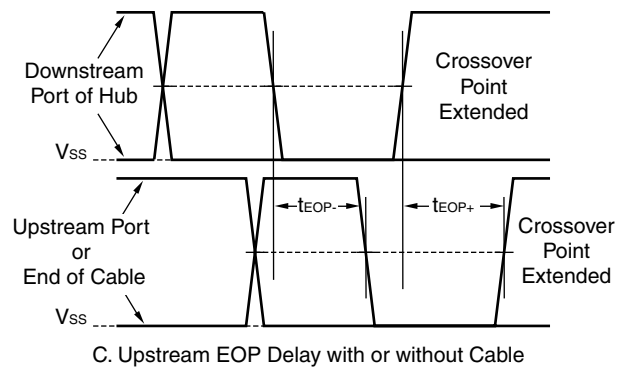 Downstream
Port of Hub
Crossover
Point
Extended
VSS
tEOP-
tEOP+
Upstream Port
or
End of Cable
Crossover
Point
Extended
VSS
C. Upstream EOP Delay with or without Cable